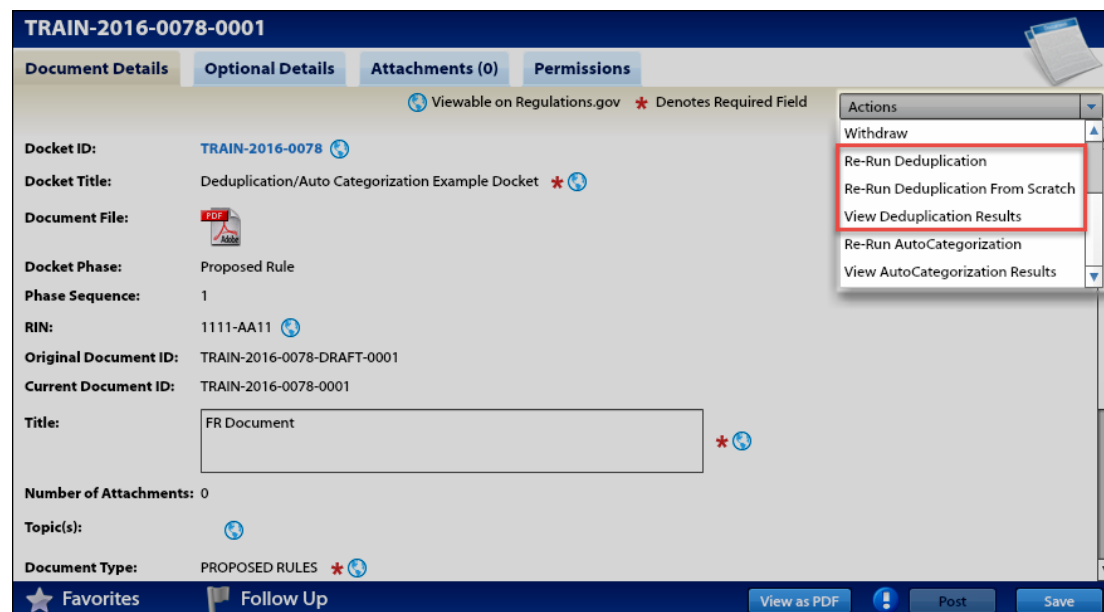 TRAIN-2016-0078-0001
Document Details Optional Details Attachments (0) Permissions
Viewable on Regulations.gov * Denotes Required Field
Actions
Withdraw
Re-Run Deduplication
Re-Run Deduplication From Scratch
View Deduplication Results
Re-Run AutoCategorization
View AutoCategorization Results
Docket ID: TRAIN-2016-0078
Docket Title: Deduplication/Auto Categorization Example Docket *
Document File: PDF Adobe
Docket Phase: Proposed Rule
Phase Sequence: 1
RIN: 1111-AA11
Original Document ID: TRAIN-2016-0078-DRAFT-0001
Current Document ID: TRAIN-2016-0078-0001
Title: FR Document *
Number of Attachments: 0
Topic(s):
Document Type: PROPOSED RULES *
Favorites Follow Up View as PDF ! Post Save